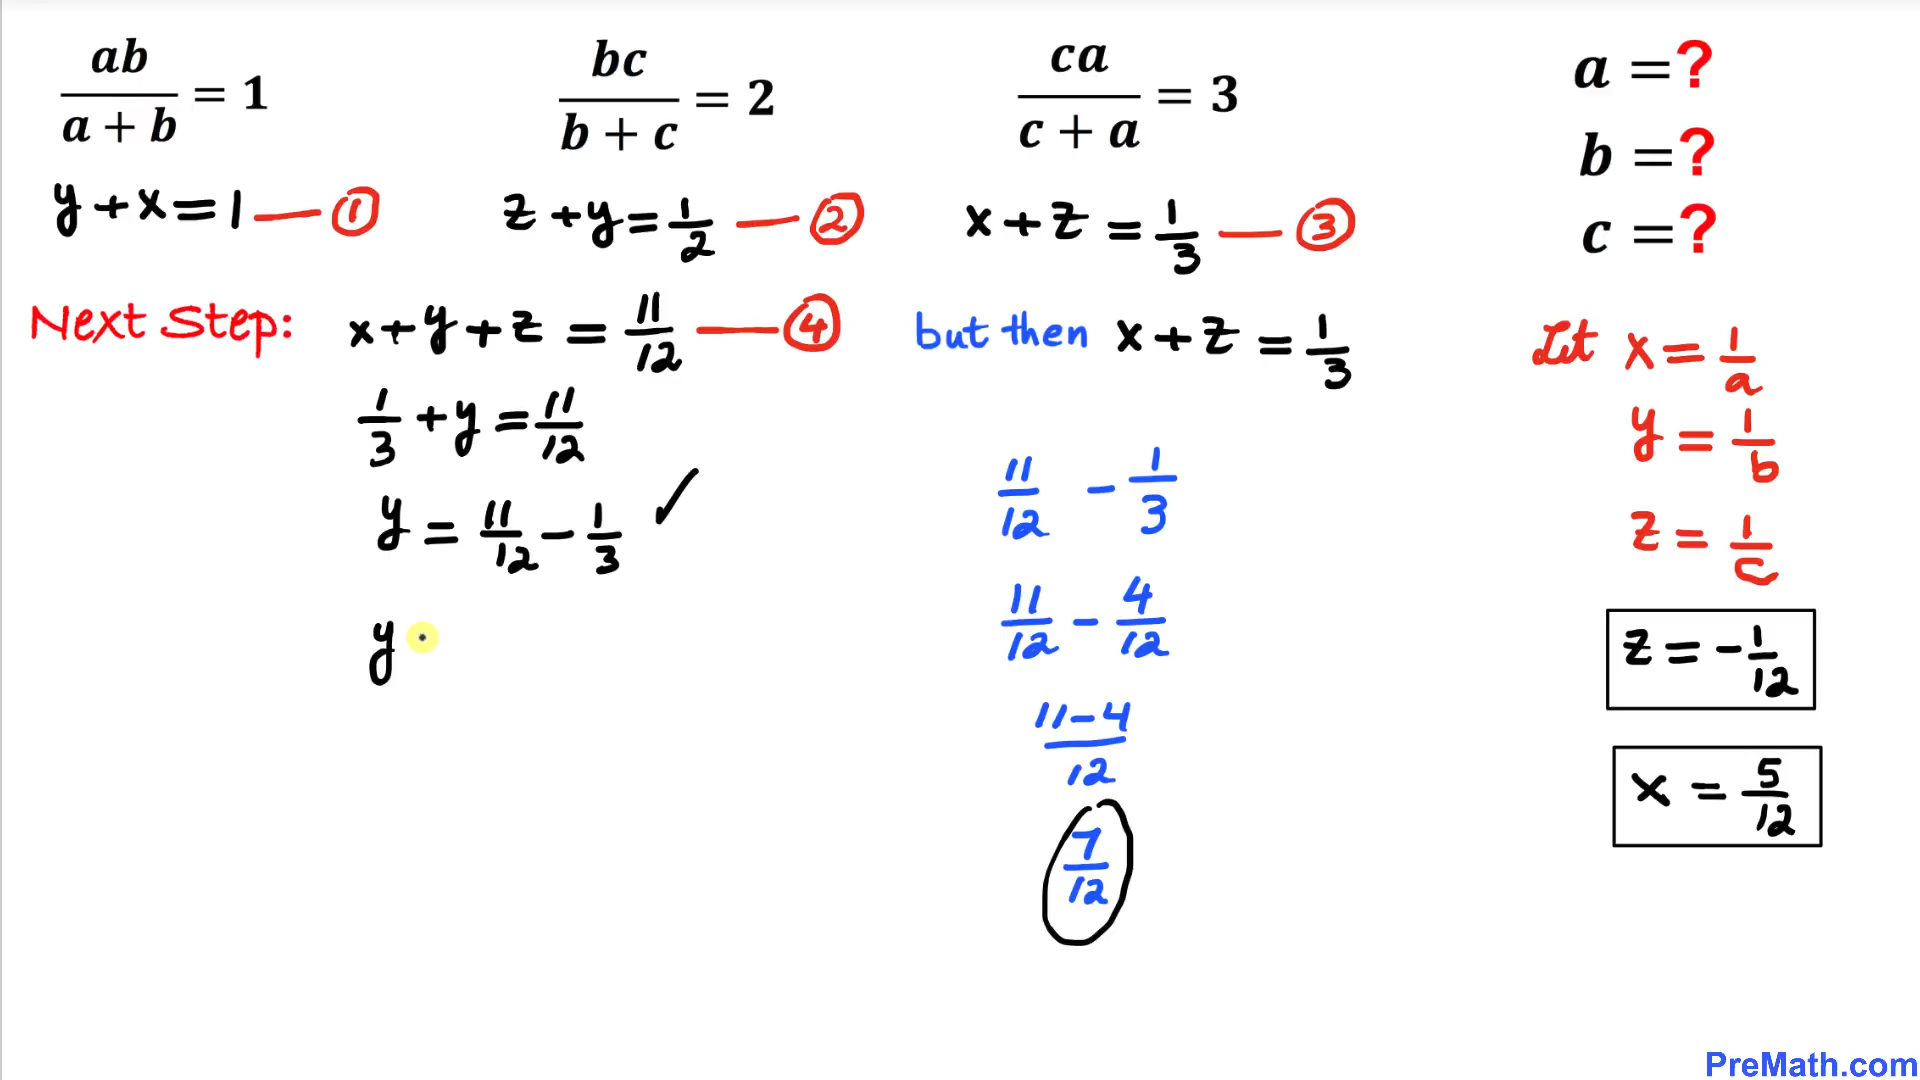 ab/(a + b) = 1
bc/(b + c) = 2
ca/(c + a) = 3
a =?
b =?
c =?
y + x = 1 — ①
z + y = 1/2 — ②
x + z = 1/3 — ③
Next Step: x + y + z = 11/12 — ④
but then x + z = 1/3
1/3 + y = 11/12
y = 11/12 - 1/3 ✓
y
11/12 - 1/3
11/12 - 4/12
11-4/12
7/12
Let x = 1/a
y = 1/b
z = 1/c
z = -1/12
x = 5/12
PreMath.com